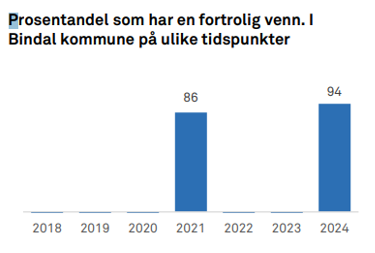 Prosentandel som har en fortrolig venn. I
Bindal kommune på ulike tidspunkter
94
86
2018 2019 2020 2021 2022 2023 2024